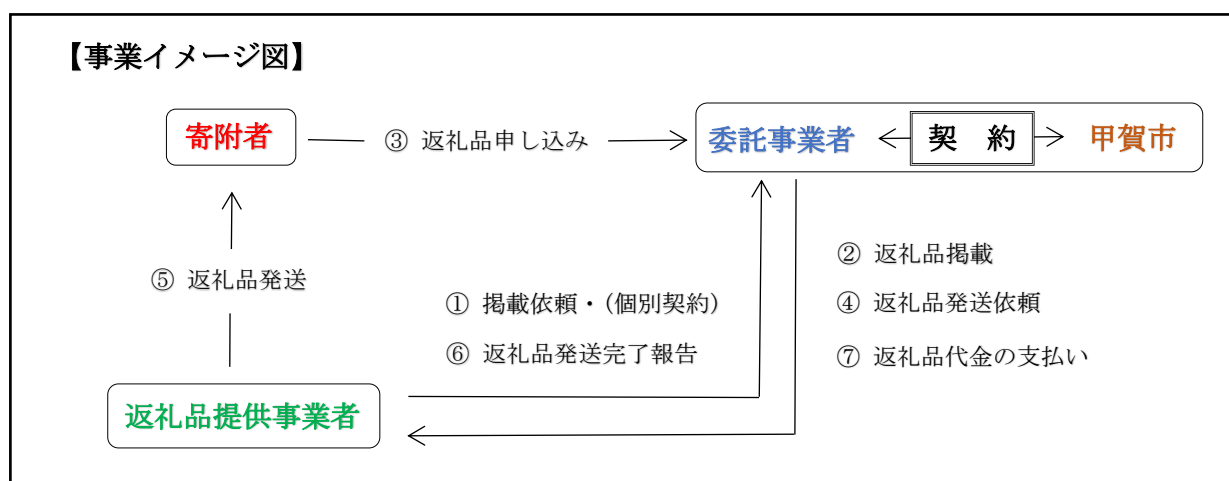 【事業イメージ図】
寄附者
③ 返礼品申し込み
委託事業者
契 約
甲賀市
② 返礼品掲載
⑤ 返礼品発送
① 掲載依頼・(個別契約)
④ 返礼品発送依頼
⑥ 返礼品発送完了報告
⑦ 返礼品代金の支払い
返礼品提供事業者